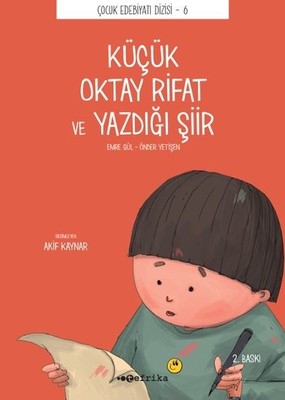 ÇOCUK EDEBİYATI DİZİSİ - 6
KÜÇÜK
OKTAY RİFAT
VE YAZDIĞI ŞİİR
EMRE GÜL - ÖNDER YETİŞEN
RESİMLEYEN
AKİF KAYNAR
2. BASKI
tefrika